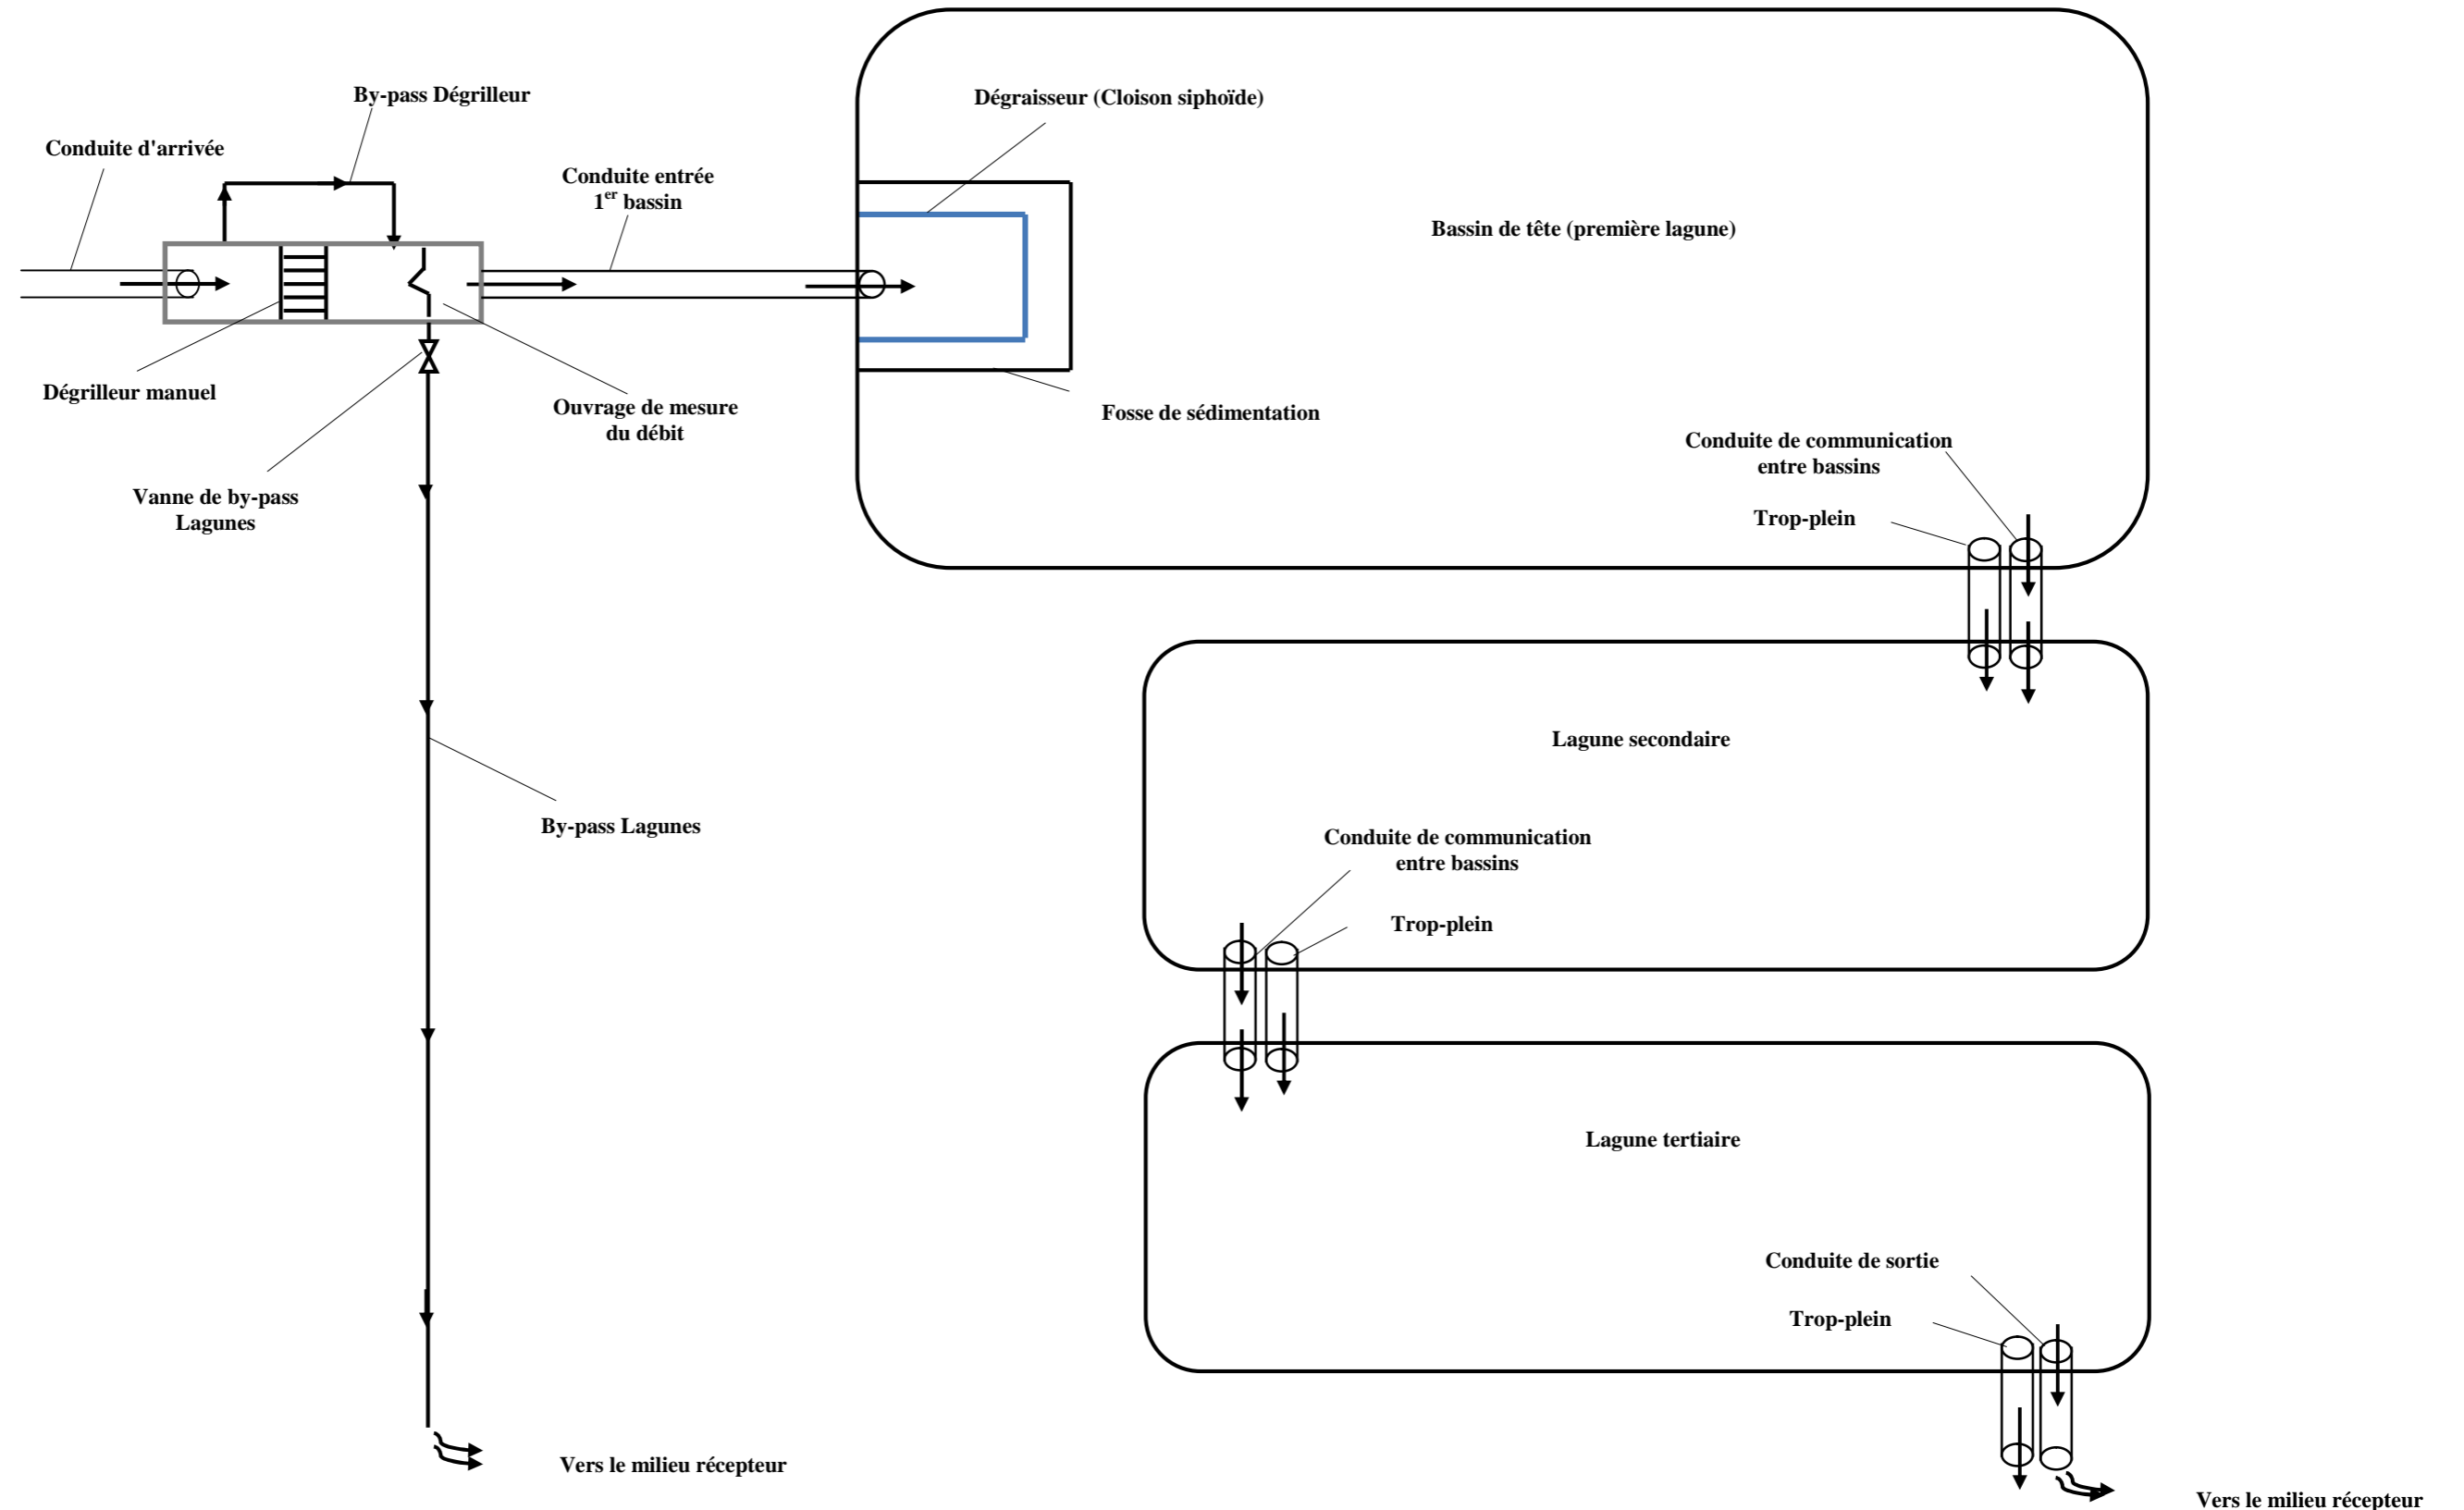 By-pass Dégrilleur
Dégraisseur (Cloison siphoïde)
Conduite d'arrivée
Conduite entrée
1er bassin
Bassin de tête (première lagune)
Dégrilleur manuel
Ouvrage de mesure
du débit
Fosse de sédimentation
Conduite de communication
entre bassins
Vanne de by-pass
Lagunes
Trop-plein
Lagune secondaire
By-pass Lagunes
Conduite de communication
entre bassins
Trop-plein
Lagune tertiaire
Conduite de sortie
Trop-plein
Vers le milieu récepteur
Vers le milieu récepteur